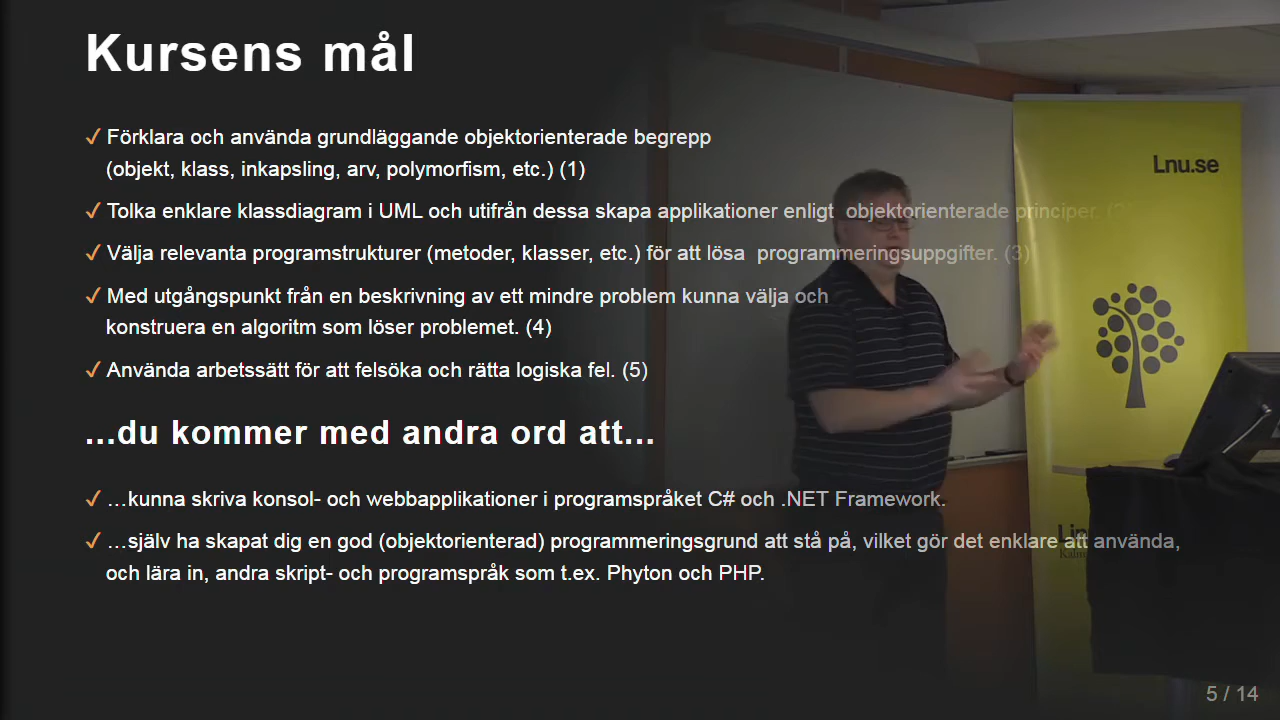 Kursens mål
✓ Förklara och använda grundläggande objektorienterade begrepp
(objekt, klass, inkapsling, arv, polymorfism, etc.) (1)
✓ Tolka enklare klassdiagram i UML och utifrån dessa skapa applikationer enligt objektorienterade principer. (2)
✓ Välja relevanta programstrukturer (metoder, klasser, etc.) för att lösa programmeringsuppgifter. (3)
✓ Med utgångspunkt från en beskrivning av ett mindre problem kunna välja och
konstruera en algoritm som löser problemet. (4)
✓ Använda arbetssätt för att felsöka och rätta logiska fel. (5)
...du kommer med andra ord att...
✓ …kunna skriva konsol- och webbapplikationer i programspråket C# och .NET Framework.
✓ …själv ha skapat dig en god (objektorienterad) programmeringsgrund att stå på, vilket gör det enklare att använda,
och lära in, andra skript- och programspråk som t.ex. Phyton och PHP.
Lnu.se
5 / 14